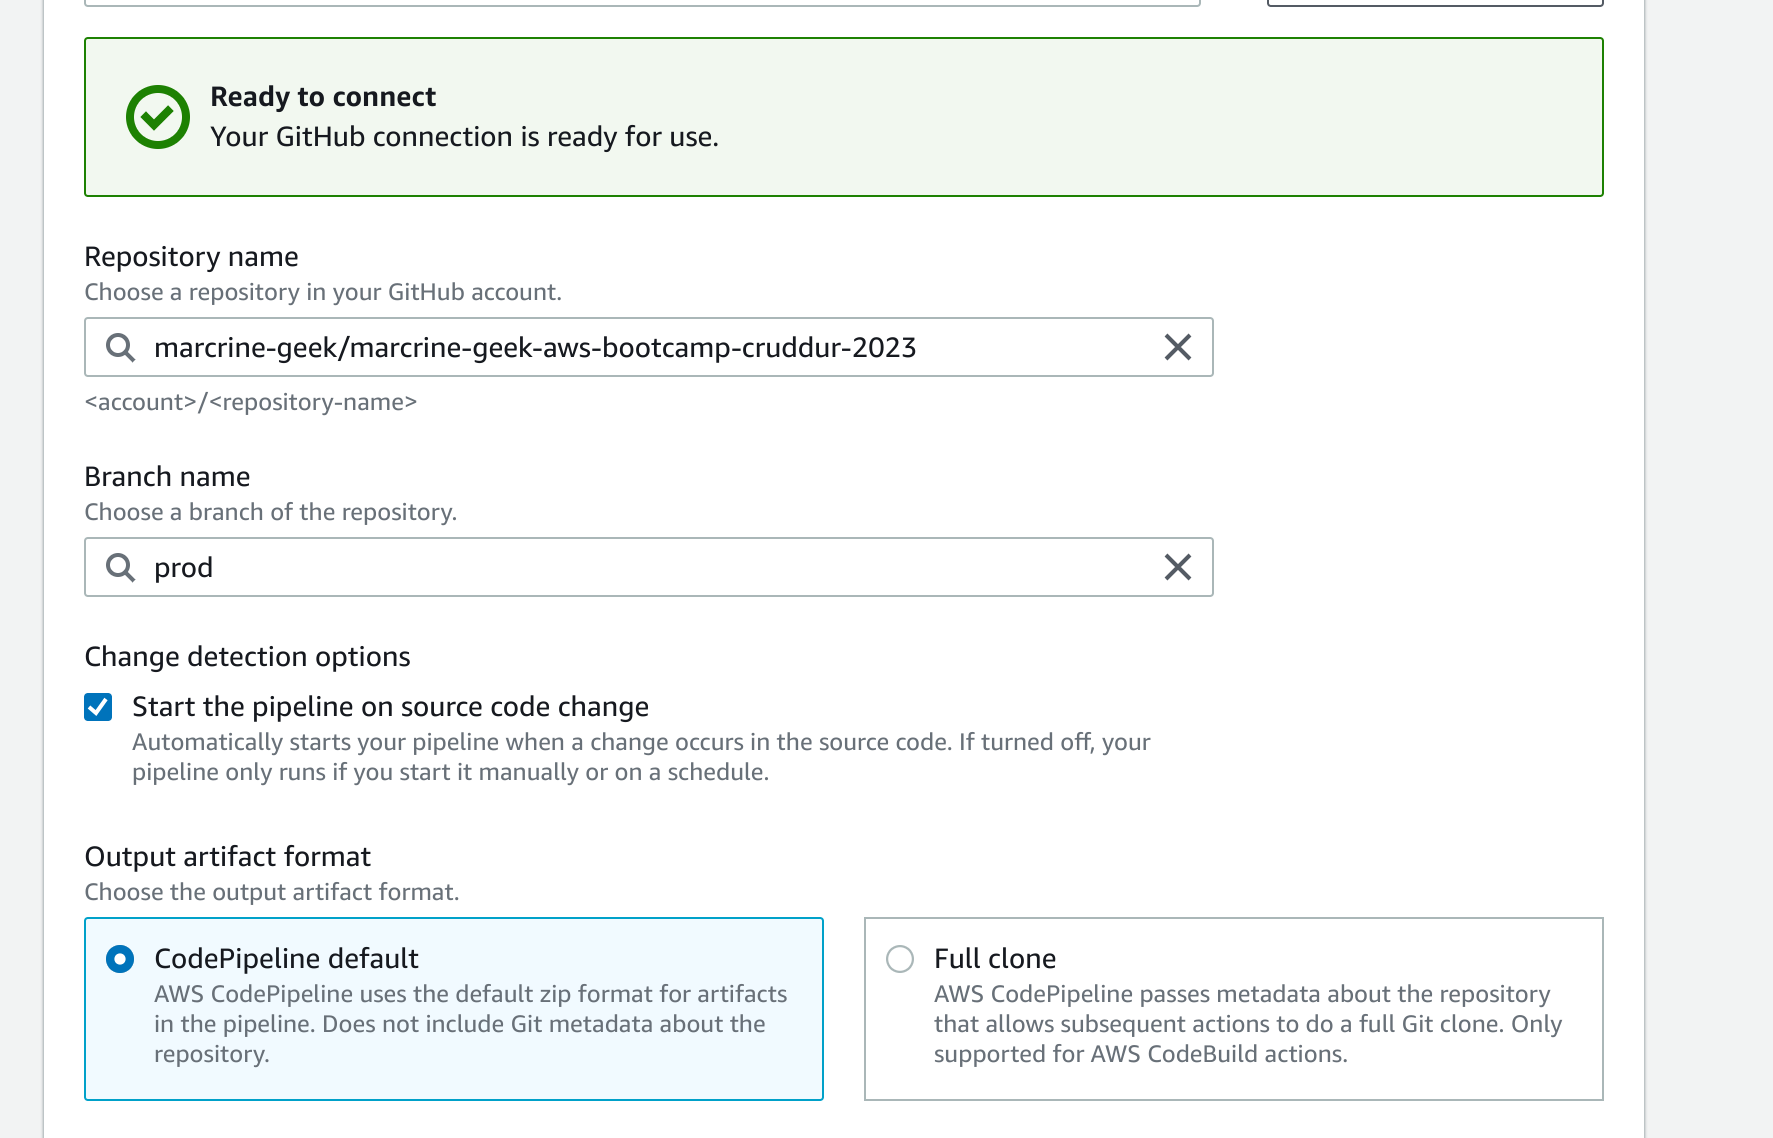 Ready to connect
Your GitHub connection is ready for use.
Repository name
Choose a repository in your GitHub account.
marcrine-geek/marcrine-geek-aws-bootcamp-cruddur-2023
<account>/<repository-name>
Branch name
Choose a branch of the repository.
prod
Change detection options
Start the pipeline on source code change
Automatically starts your pipeline when a change occurs in the source code. If turned off, your
pipeline only runs if you start it manually or on a schedule.
Output artifact format
Choose the output artifact format.
CodePipeline default
AWS CodePipeline uses the default zip format for artifacts
in the pipeline. Does not include Git metadata about the
repository.
Full clone
AWS CodePipeline passes metadata about the repository
that allows subsequent actions to do a full Git clone. Only
supported for AWS CodeBuild actions.